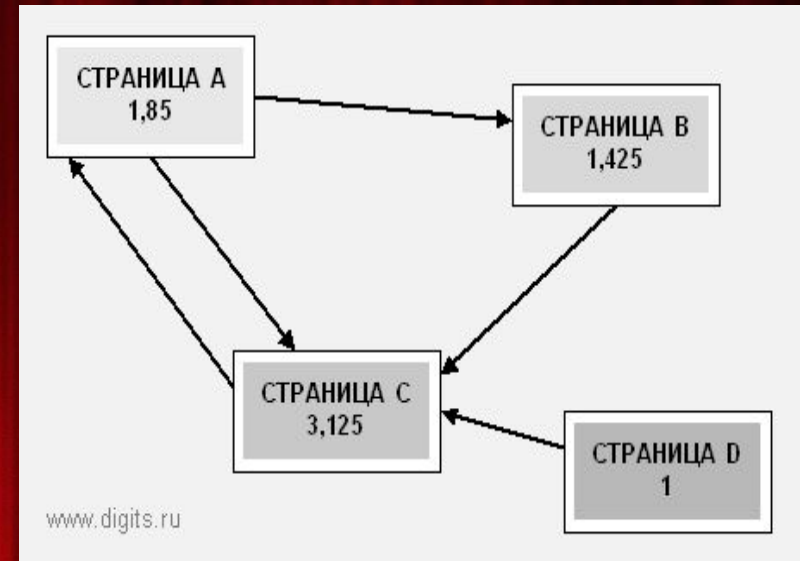 СТРАНИЦА A
1,85
СТРАНИЦА B
1,425
СТРАНИЦА C
3,125
СТРАНИЦА D
1
www.digits.ru